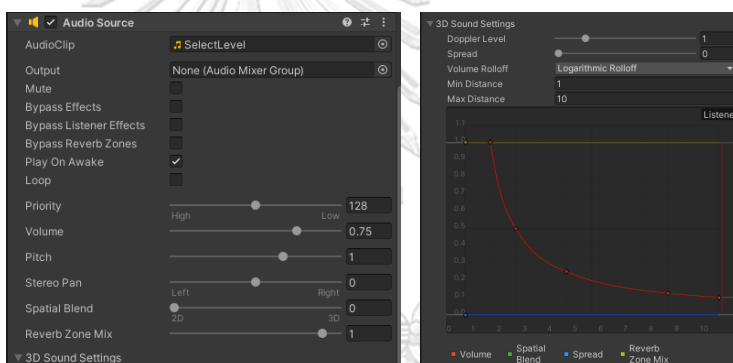 Audio Source
AudioClip SelectLevel
Output None (Audio Mixer Group)
Mute
Bypass Effects
Bypass Listener Effects
Bypass Reverb Zones
Play On Awake
Loop
Priority 128
High Low
Volume 0.75
Pitch 1
Stereo Pan 0
Left Right
Spatial Blend 0
2D 3D
Reverb Zone Mix 1
3D Sound Settings
3D Sound Settings
Doppler Level 1
Spread 0
Volume Rolloff Logarithmic Rolloff
Min Distance 1
Max Distance 10
Listene
1.1
1.0
0.9
0.8
0.7
0.6
0.5
0.4
0.3
0.2
0.1
0.0
0 1 2 3 4 5 6 7 8 9 10
Volume Spatial Blend Spread Reverb Zone Mix